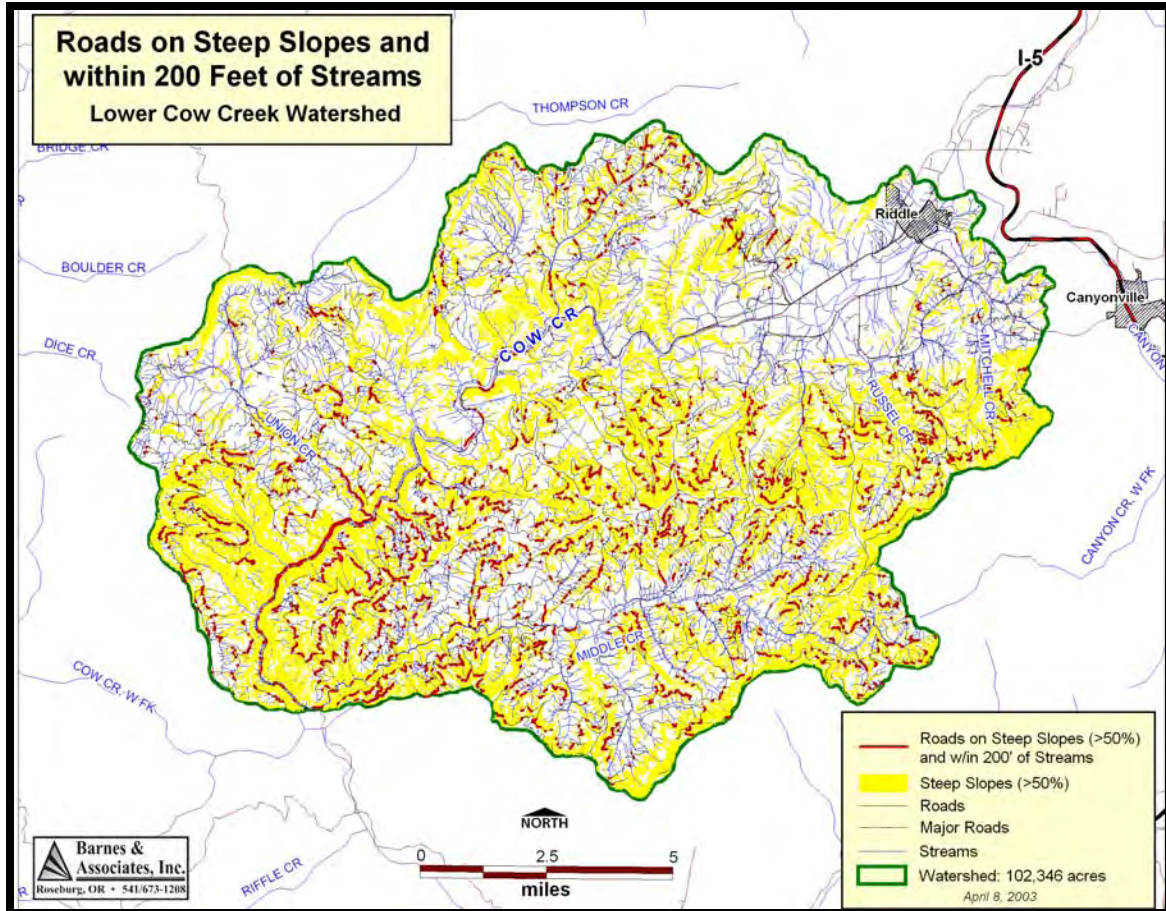 Roads on Steep Slopes and
within 200 Feet of Streams
Lower Cow Creek Watershed
I-5
THOMPSON CR
BRIDGE CR
R
Riddle
BOULDER CR
Canyonville
CANYON
COW CR
DICE CR
MITCHELL CR
RUSSEL CR
UNION CR
CANYON CR. W FK
MIDDLE CR
COW CR. W FK
RIFFLE CR
R
NORTH
0 2.5 5
miles
Barnes &
Associates, Inc.
Roseburg, OR • 541/673-1208
Roads on Steep Slopes (>50%)
and w/in 200' of Streams
Steep Slopes (>50%)
Roads
Major Roads
Streams
Watershed: 102,346 acres
April 8, 2003